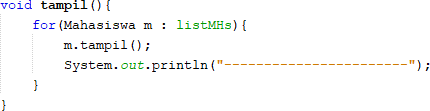 void tampil(){
for(Mahasiswa m : listMHs){
m.tampil();
System.out.println("-----------------------");
}
}